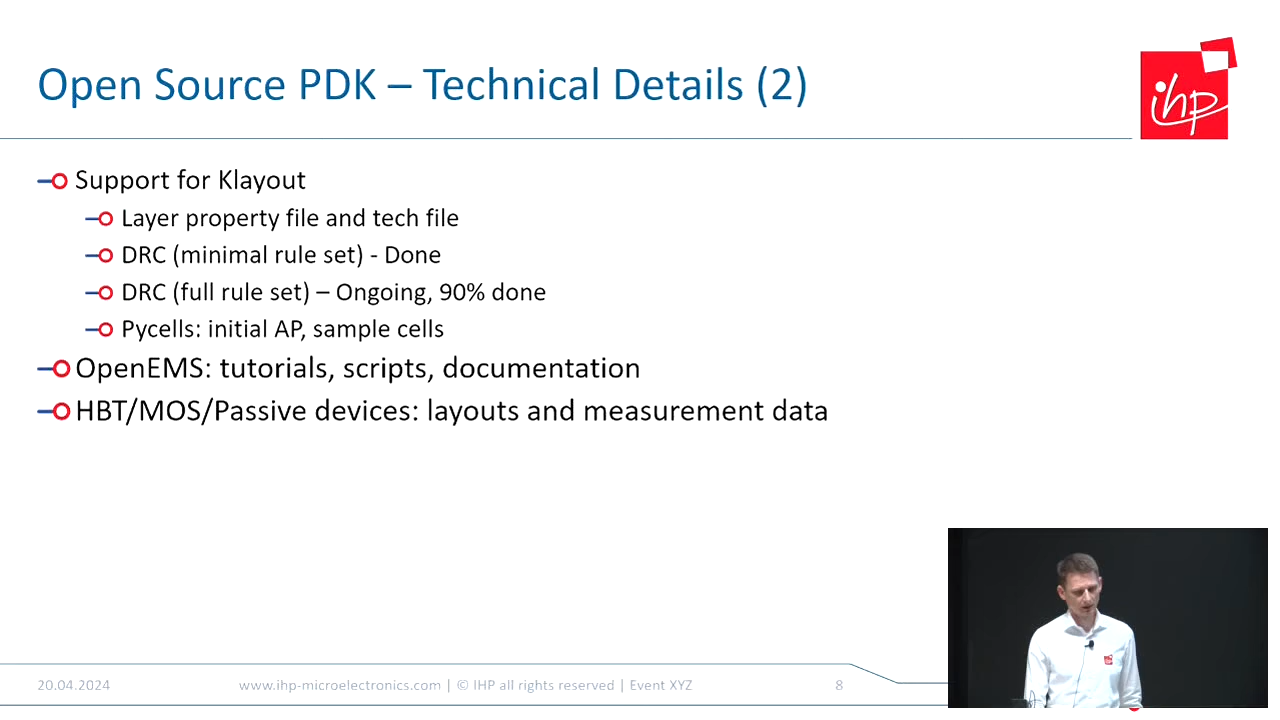 Open Source PDK – Technical Details (2)
ihp
Support for Klayout
Layer property file and tech file
DRC (minimal rule set) - Done
DRC (full rule set) – Ongoing, 90% done
Pycells: initial AP, sample cells
OpenEMS: tutorials, scripts, documentation
HBT/MOS/Passive devices: layouts and measurement data
20.04.2024
www.ihp-microelectronics.com | © IHP all rights reserved | Event XYZ
8